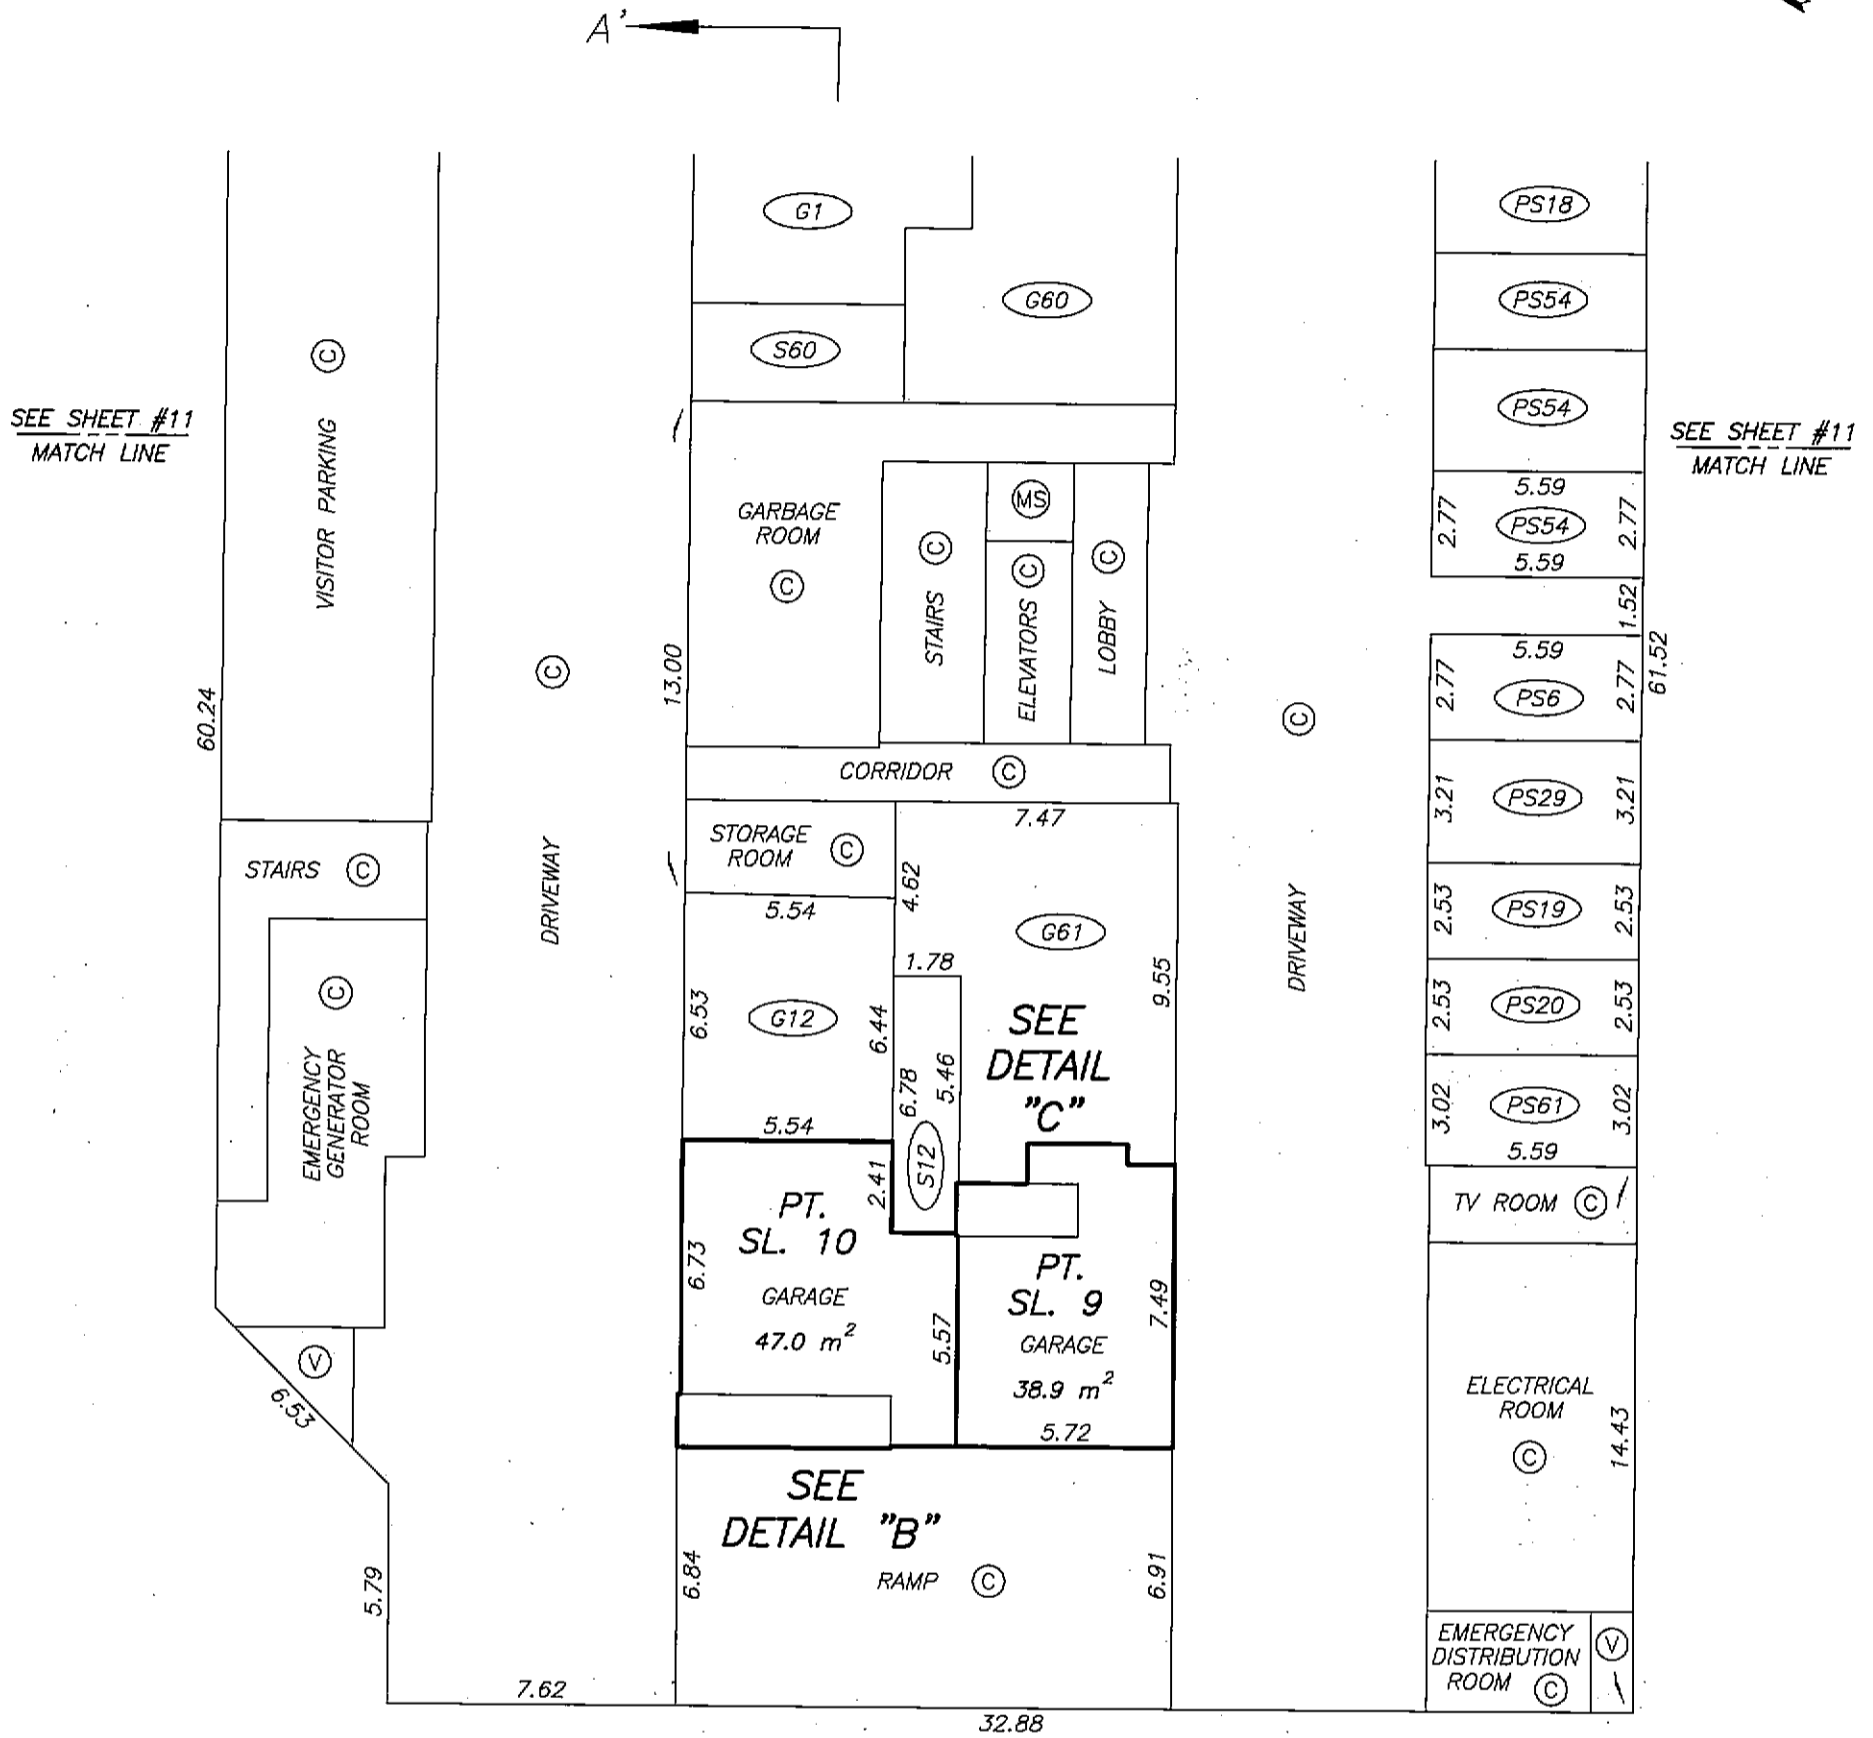 A'
G1
G60
S60
PS18
PS54
PS54
5.59
2.77
PS54
2.77
5.59
1.52
SEE SHEET #11
MATCH LINE
SEE SHEET #11
MATCH LINE
VISITOR PARKING
C
60.24
GARBAGE
ROOM
C
13.00
STAIRS
C
MS
ELEVATORS
C
LOBBY
C
C
DRIVEWAY
C
DRIVEWAY
5.59
2.77
PS6
2.77
61.52
3.21
PS29
3.21
2.53
PS19
2.53
2.53
PS20
2.53
3.02
PS61
3.02
5.59
CORRIDOR
C
7.47
STORAGE
ROOM
C
5.54
4.62
G61
1.78
9.55
6.53
G12
6.44
5.54
6.78
5.46
S12
SEE
DETAIL
"C"
STAIRS
C
C
EMERGENCY
GENERATOR
ROOM
V
6.53
5.79
PT.
SL. 10
GARAGE
47.0 m²
2.41
6.73
5.57
PT.
SL. 9
GARAGE
38.9 m²
7.49
5.72
TV ROOM
C
ELECTRICAL
ROOM
C
14.43
SEE
DETAIL "B"
RAMP
C
6.84
6.91
EMERGENCY
DISTRIBUTION
ROOM
C
V
7.62
32.88